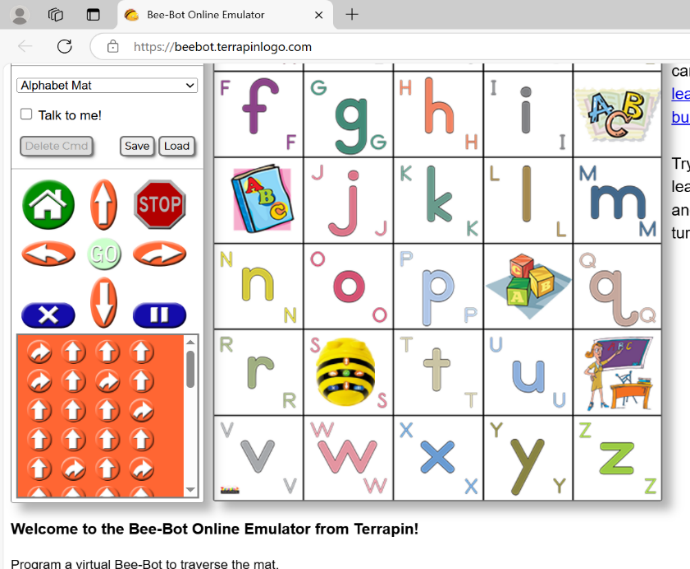 Bee-Bot Online Emulator
https://beebot.terrapinlogo.com
Alphabet Mat
Talk to me!
Delete Cmd Save Load
STOP
GO
F f F G g G H h H I i I A B C
A B C J j J K k K L l L M m M
N n N O o O P p P C A B Q q Q
R r R S S T t T U u U A B C
V v V W w W X x X Y y Y Z z Z
Welcome to the Bee-Bot Online Emulator from Terrapin!
Program a virtual Bee-Bot to traverse the mat.